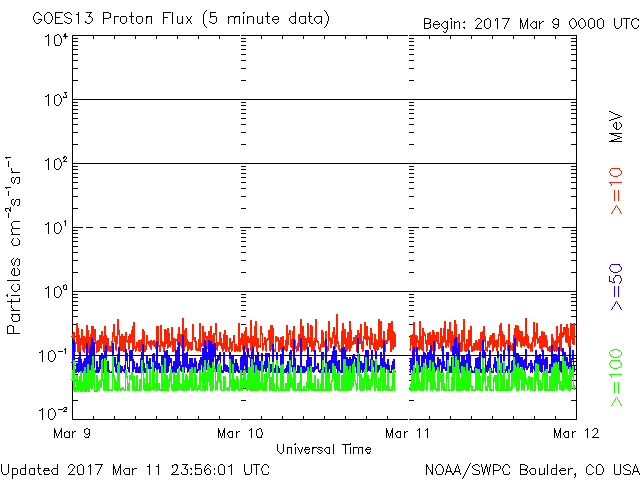 GOES13 Proton Flux (5 minute data)
Begin: 2017 Mar 9 0000 UTC
10⁴
10³
10²
10¹
10⁰
10⁻¹
10⁻²
Particles cm⁻²s⁻¹sr⁻¹
MeV
>=10
>=50
>=100
Mar 9
Mar 10
Mar 11
Mar 12
Universal Time
Updated 2017 Mar 11 23:56:01 UTC
NOAA/SWPC Boulder, CO USA